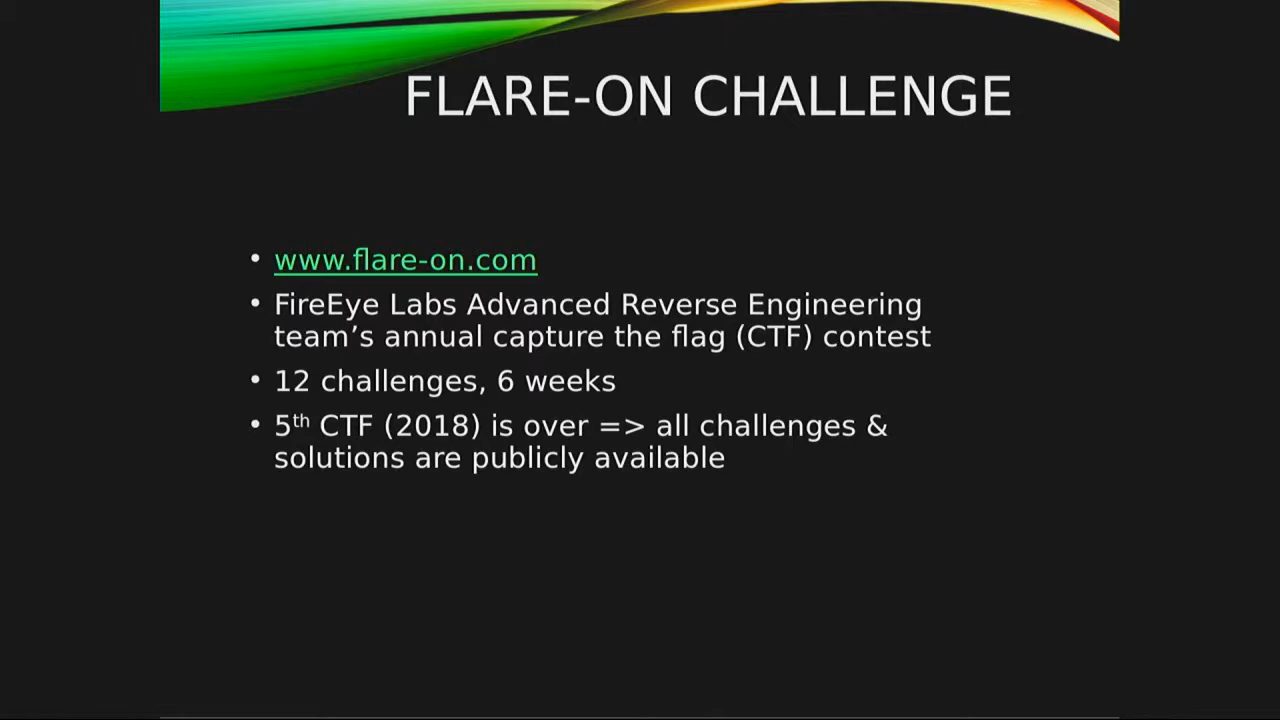 FLARE-ON CHALLENGE
• www.flare-on.com
• FireEye Labs Advanced Reverse Engineering
team’s annual capture the flag (CTF) contest
• 12 challenges, 6 weeks
• 5th CTF (2018) is over => all challenges &
solutions are publicly available